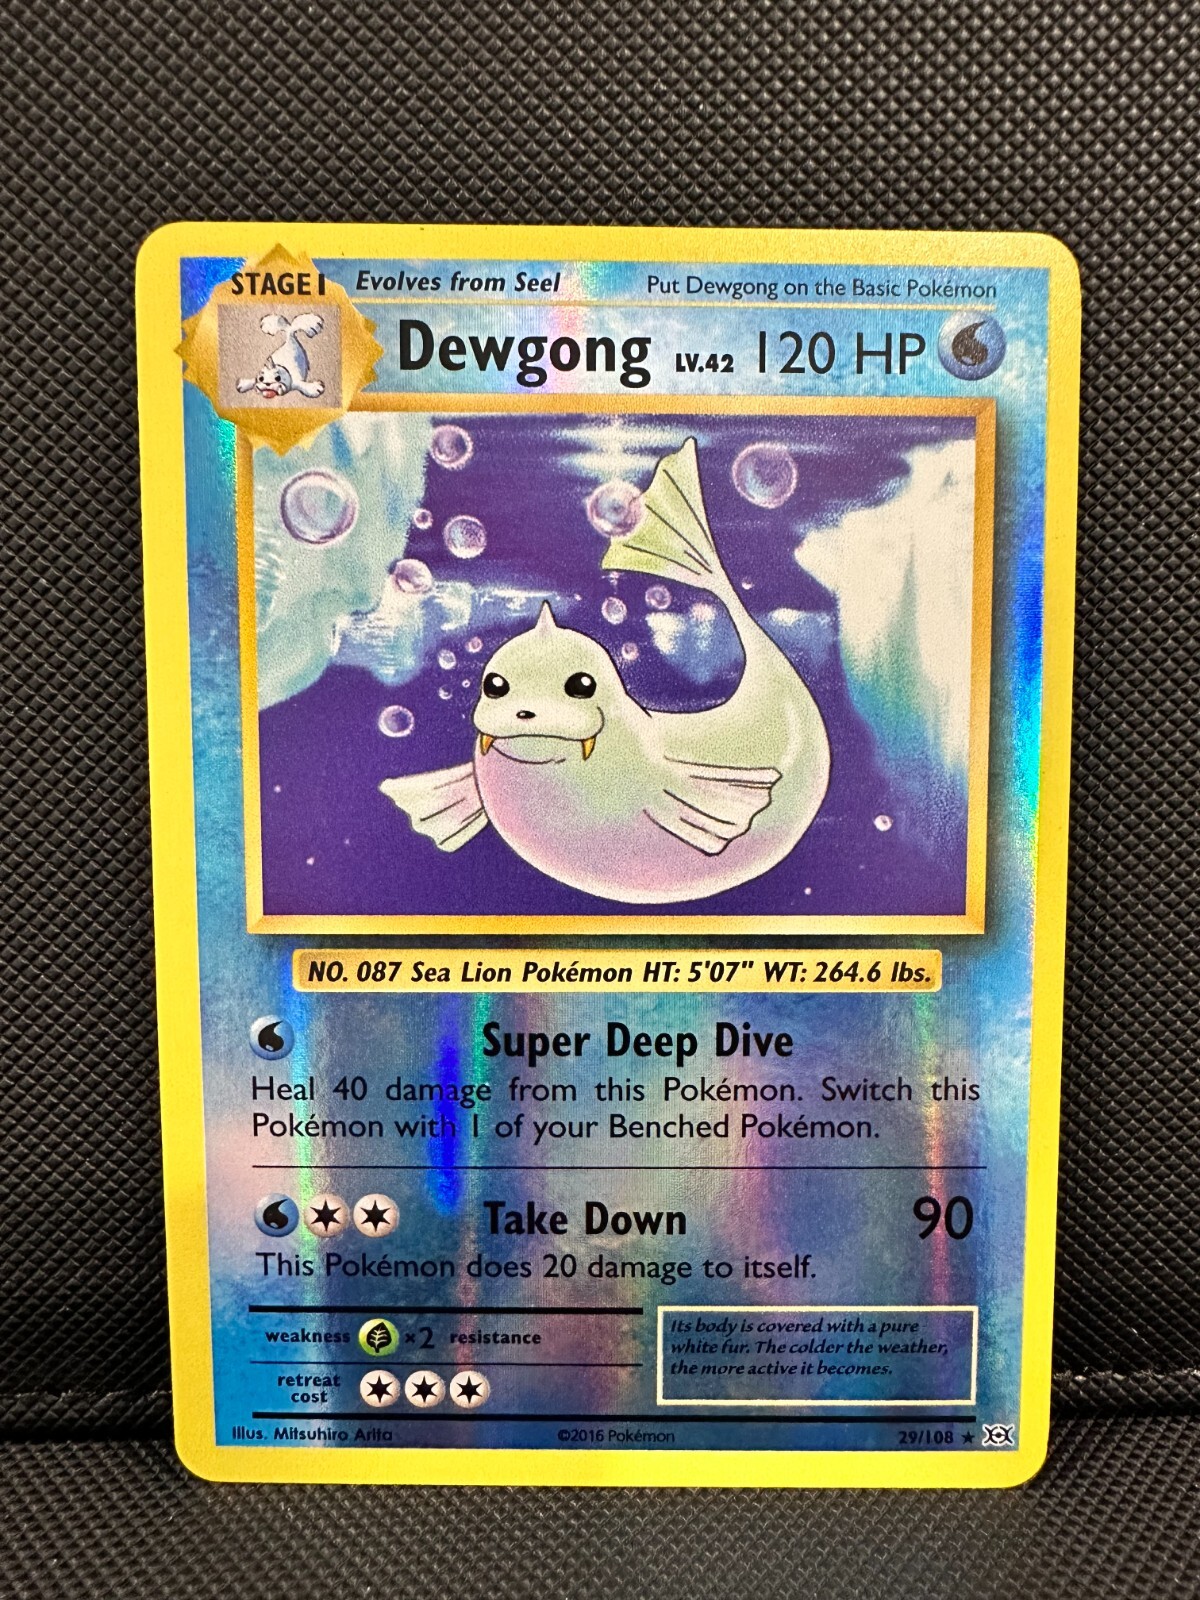 STAGE 1 Evolves from Seel Put Dewgong on the Basic Pokémon
Dewgong LV.42 120 HP
NO. 087 Sea Lion Pokémon HT: 5'07" WT: 264.6 lbs.
Super Deep Dive
Heal 40 damage from this Pokémon. Switch this
Pokémon with 1 of your Benched Pokémon.
Take Down 90
This Pokémon does 20 damage to itself.
weakness ×2 resistance
retreat
cost
Its body is covered with a pure-
white fur. The colder the weather,
the more active it becomes.
Illus. Mitsuhiro Arita ©2016 Pokémon 29/108 ★